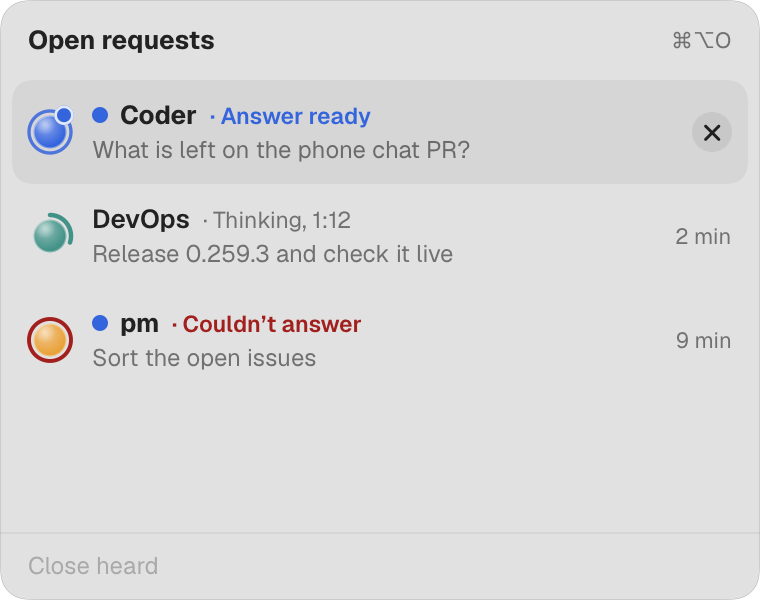 Open requests ⌘⌥O
Coder · Answer ready
What is left on the phone chat PR?
DevOps · Thinking, 1:12
Release 0.259.3 and check it live
2 min
pm · Couldn’t answer
Sort the open issues
9 min
Close heard